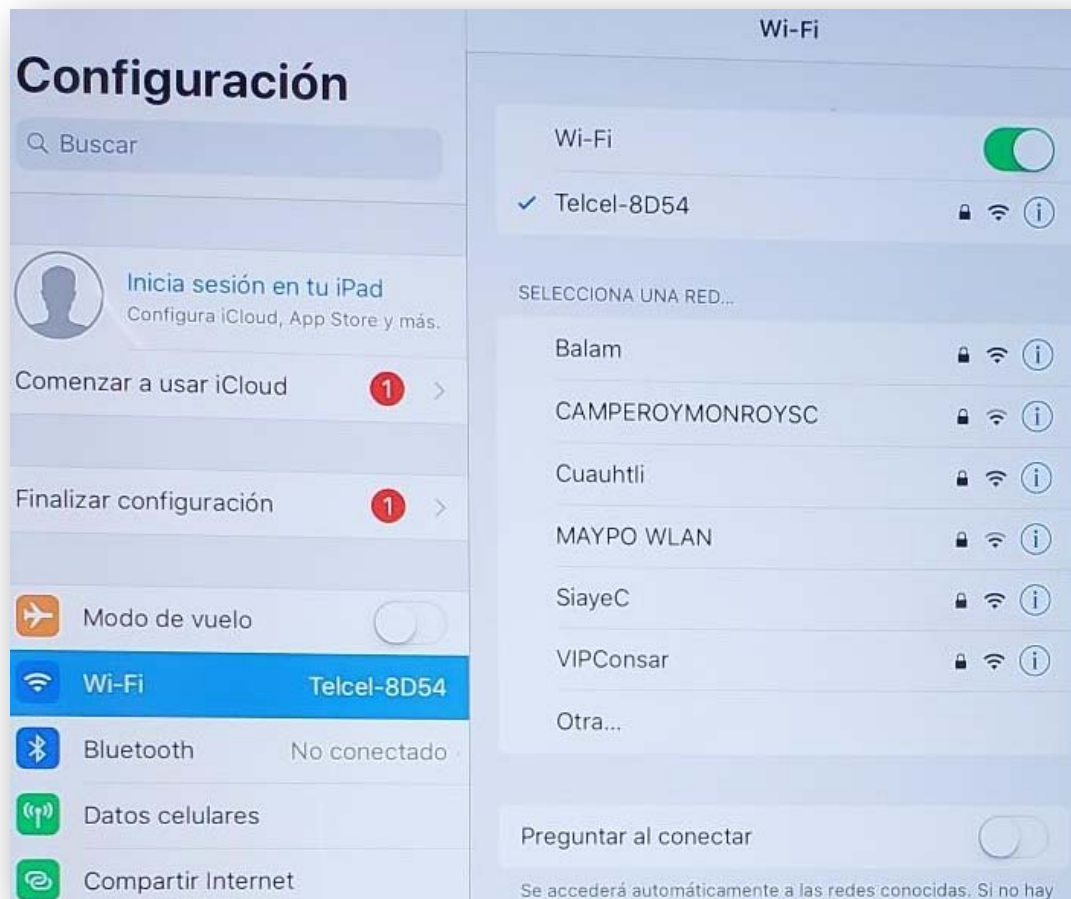 Configuración
Buscar
Inicia sesión en tu iPad
Configura iCloud, App Store y más.
Comenzar a usar iCloud
1
Finalizar configuración
1
Modo de vuelo
Wi-Fi
Telcel-8D54
Bluetooth
No conectado
Datos celulares
Compartir Internet
Wi-Fi
Wi-Fi
Telcel-8D54
SELECCIONA UNA RED...
Balam
CAMPEROYMONROYSC
Cuauhtli
MAYPO WLAN
SiayeC
VIPConsar
Otra...
Preguntar al conectar
Se accederá automáticamente a las redes conocidas. Si no hay